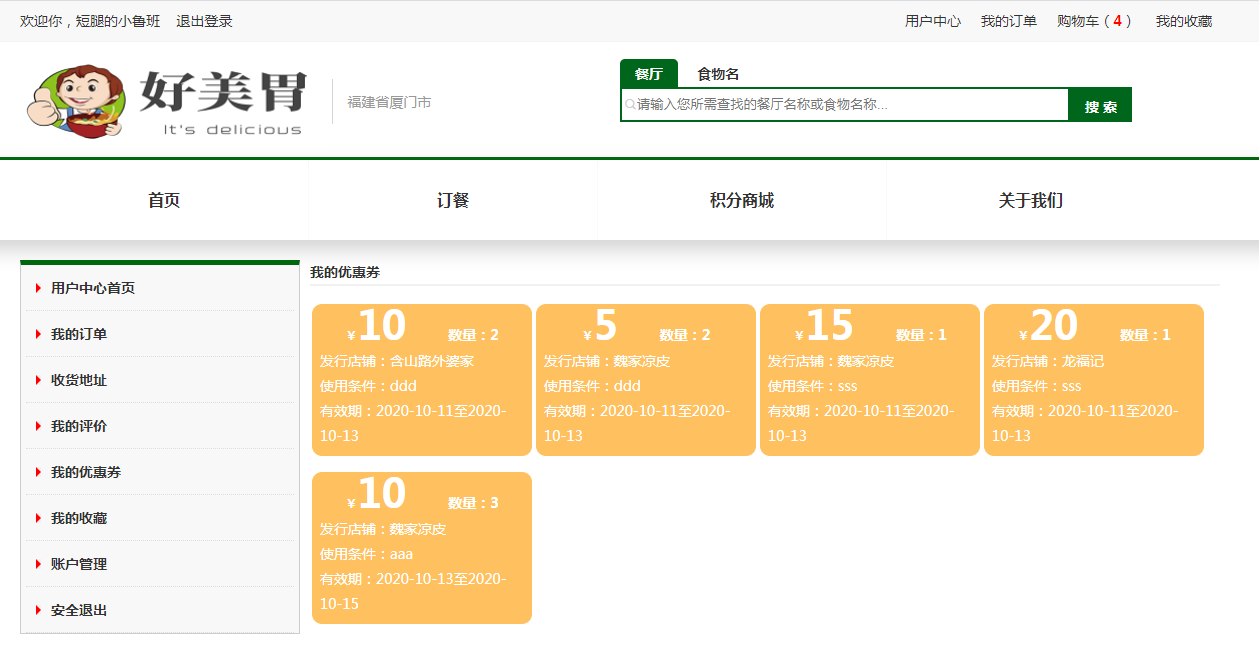 欢迎你，短腿的小鲁班 退出登录 用户中心 我的订单 购物车（4） 我的收藏
好美胃
It's delicious
福建省厦门市
餐厅 食物名
请输入您所需查找的餐厅名称或食物名称...
搜 索
首页 订餐 积分商城 关于我们
用户中心首页
我的订单
收货地址
我的评价
我的优惠券
我的收藏
账户管理
安全退出
我的优惠券
¥10 数量：2
发行店铺：含山路外婆家
使用条件：ddd
有效期：2020-10-11至2020-
10-13
¥5 数量：2
发行店铺：魏家凉皮
使用条件：ddd
有效期：2020-10-11至2020-
10-13
¥15 数量：1
发行店铺：魏家凉皮
使用条件：sss
有效期：2020-10-11至2020-
10-13
¥20 数量：1
发行店铺：龙福记
使用条件：sss
有效期：2020-10-11至2020-
10-13
¥10 数量：3
发行店铺：魏家凉皮
使用条件：aaa
有效期：2020-10-13至2020-
10-15